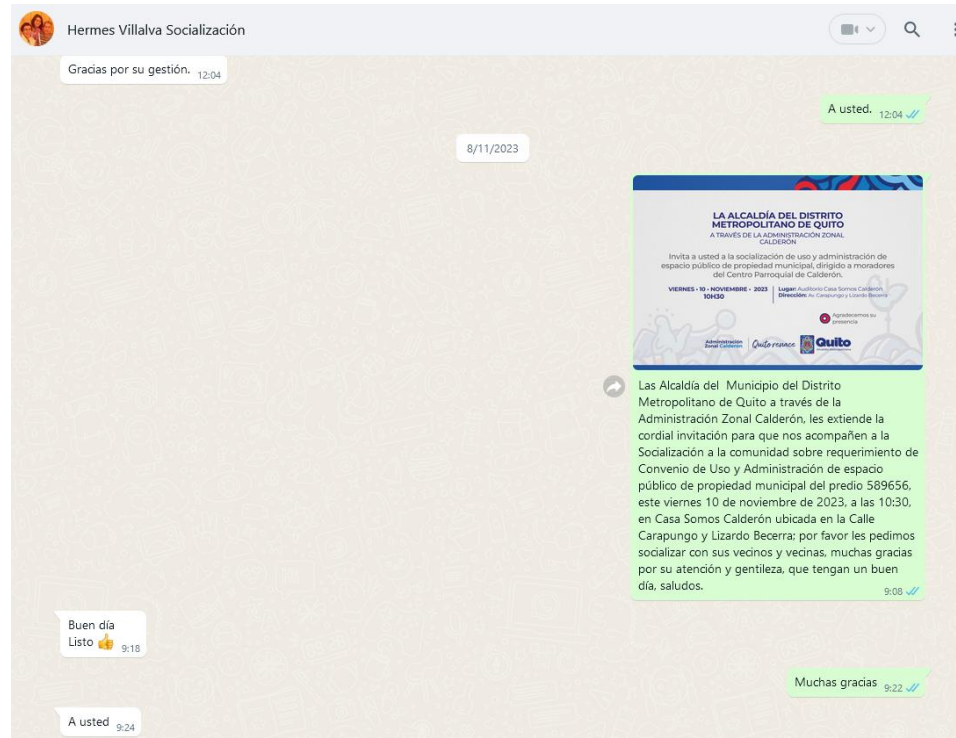 Hermes Villalva Socialización
Gracias por su gestión. 12:04
A usted. 12:04
8/11/2023
LA ALCALDÍA DEL DISTRITO
METROPOLITANO DE QUITO
A TRAVÉS DE LA ADMINISTRACIÓN ZONAL
CALDERÓN
Invita a usted a la socialización de uso y administración de
espacio público de propiedad municipal, dirigido a moradores
del Centro Parroquial de Calderón.
VIERNES • 10 • NOVIEMBRE • 2023
10H30
Lugar: Auditorio Casa Somos Calderón
Dirección: Av. Carapungo y Lizardo Becerra
Agradecemos su
presencia
Administración
Zonal Calderón
Quito renace
Quito
Las Alcaldía del Municipio del Distrito
Metropolitano de Quito a través de la
Administración Zonal Calderón, les extiende la
cordial invitación para que nos acompañen a la
Socialización a la comunidad sobre requerimiento de
Convenio de Uso y Administración de espacio
público de propiedad municipal del predio 589656,
este viernes 10 de noviembre de 2023, a las 10:30,
en Casa Somos Calderón ubicada en la Calle
Carapungo y Lizardo Becerra; por favor les pedimos
socializar con sus vecinos y vecinas, muchas gracias
por su atención y gentileza, que tengan un buen
día, saludos. 9:08
Buen día
Listo 👍 9:18
Muchas gracias 9:22
A usted 9:24